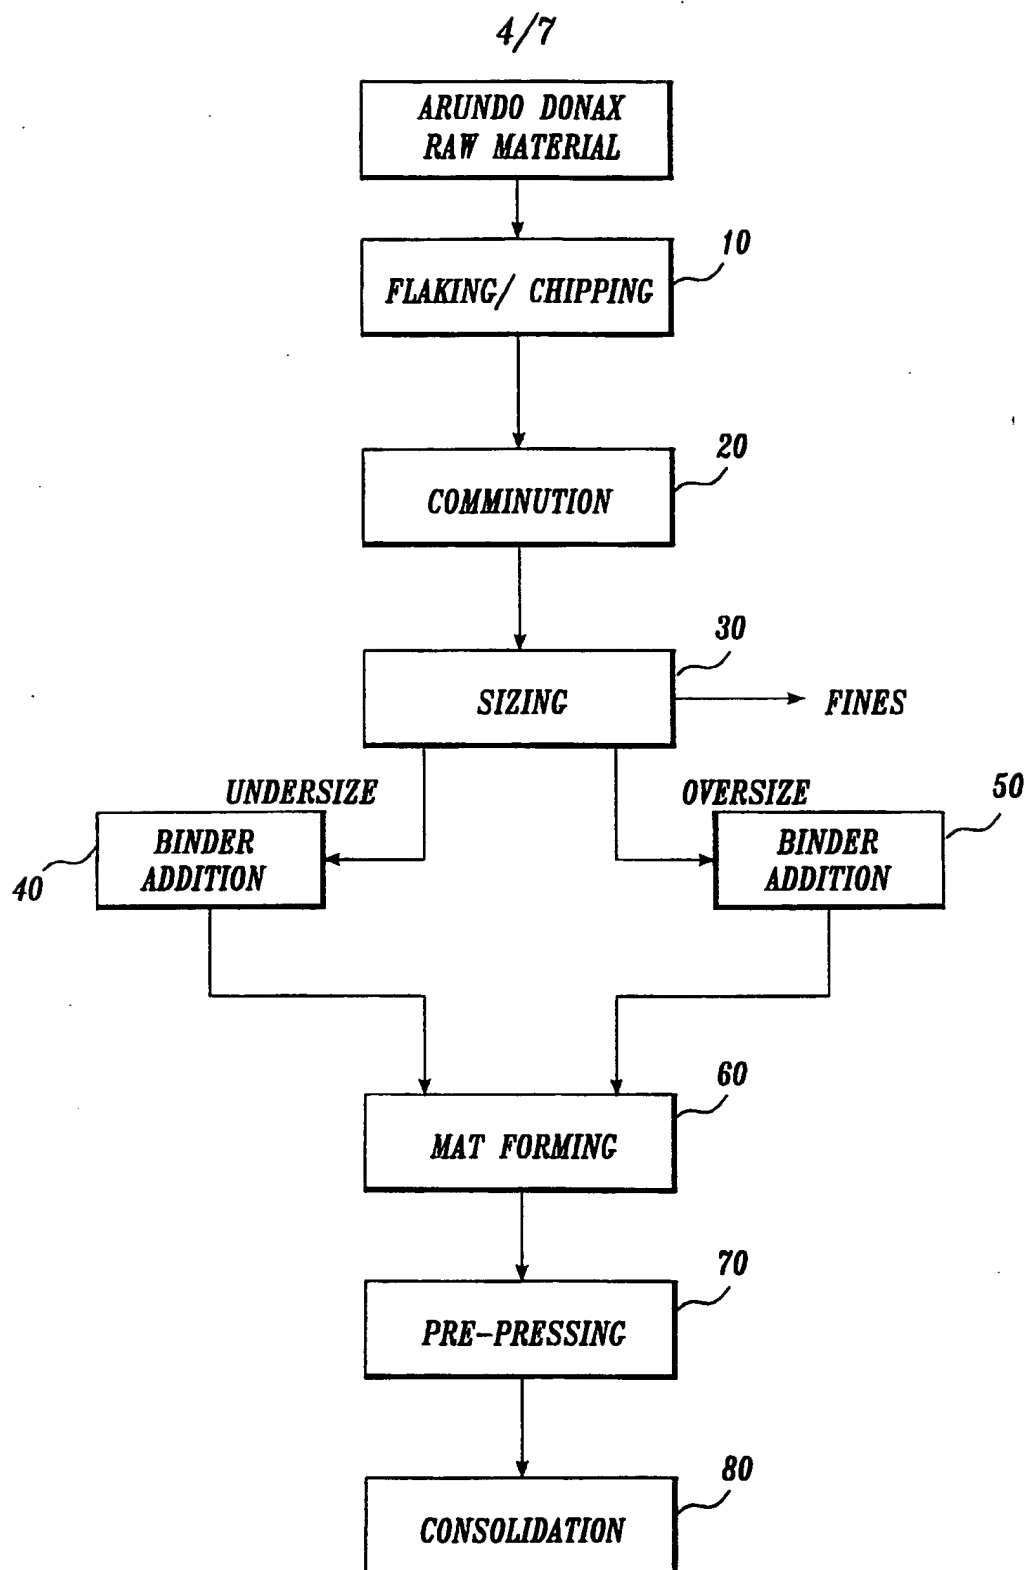 4/7
ARUNDO DONAX
RAW MATERIAL
10
FLAKING/ CHIPPING
20
COMMINUTION
30
SIZING
FINES
UNDERSIZE
OVERSIZE
50
BINDER
ADDITION
40
BINDER
ADDITION
60
MAT FORMING
70
PRE-PRESSING
80
CONSOLIDATION